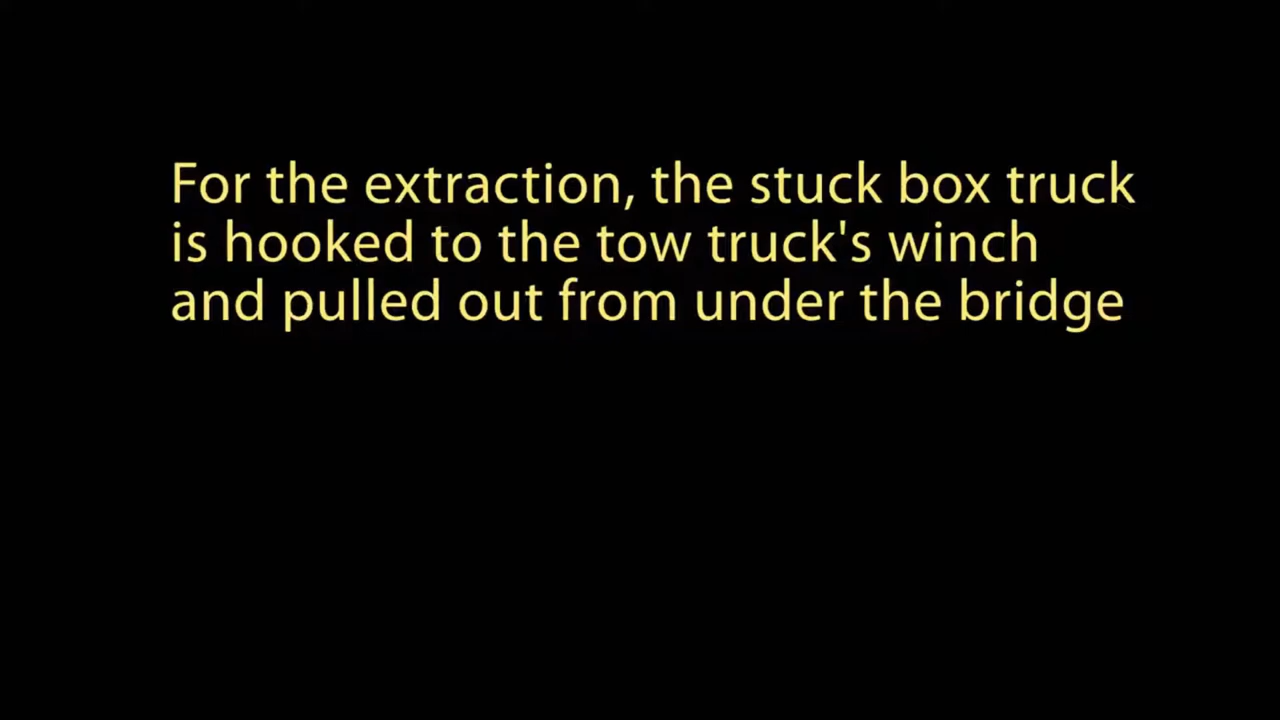 For the extraction, the stuck box truck
is hooked to the tow truck's winch
and pulled out from under the bridge